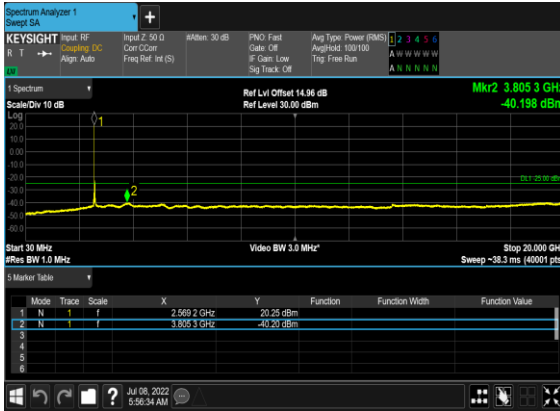 Spectrum Analyzer 1
Swept SA
+
KEYSIGHT Input: RF Input Z: 50 Ω #Atten: 30 dB PNO: Fast Avg Type: Power (RMS) 1 2 3 4 5 6
R T Coupling: DC Corr CCorr Gate: Off Avg|Hold: 100/100 A W W W W W
Align: Auto Freq Ref: Int (S) IF Gain: Low Trig: Free Run
Sig Track: Off A N N N N N
1 Spectrum Ref Lvl Offset 14.96 dB Mkr2 3.805 3 GHz
Scale/Div 10 dB Ref Level 30.00 dBm -40.198 dBm
Log
20.0 1
10.0
0.00
-10.0
-20.0 DL1 -25.00 dBm
-30.0 2
-40.0
-50.0
-60.0
Start 30 MHz Video BW 3.0 MHz* Stop 20.000 GHz
#Res BW 1.0 MHz Sweep ~38.3 ms (40001 pts)
5 Marker Table
Mode Trace Scale X Y Function Function Width Function Value
1 N 1 f 2.569 2 GHz 20.25 dBm
2 N 1 f 3.805 3 GHz -40.20 dBm
3
4
5
6
? Jul 08, 2022
5:56:34 AM